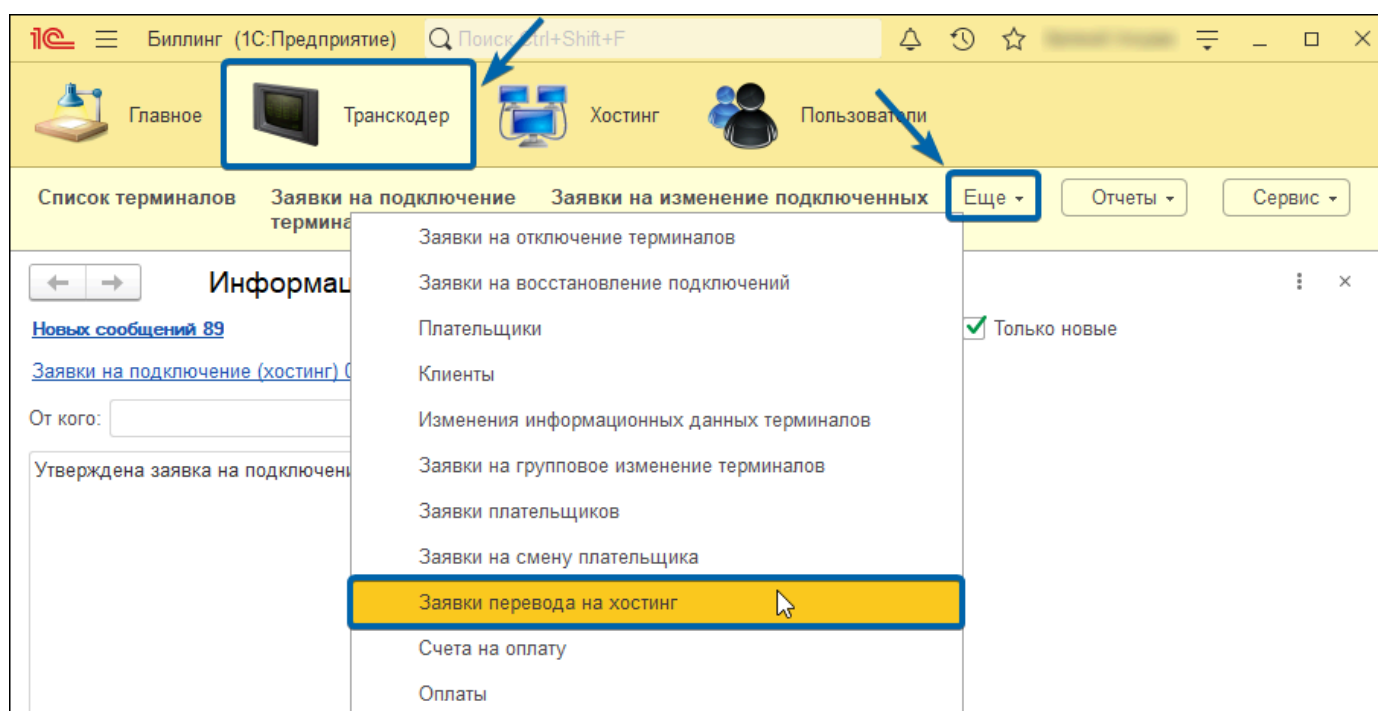 1С Биллинг (1С:Предприятие) Поиск Ctrl+Shift+F
Главное Транскодер Хостинг Пользователи
Список терминалов Заявки на подключение Заявки на изменение подключенных Еще Отчеты Сервис
Заявки на отключение терминалов
Заявки на восстановление подключений
Новых сообщений 89 Плательщики Только новые
Заявки на подключение (хостинг) Клиенты
От кого: Изменения информационных данных терминалов
Утверждена заявка на Заявки на групповое изменение терминалов
Заявки плательщиков
Заявки на смену плательщика
Заявки перевода на хостинг
Счета на оплату
Оплаты